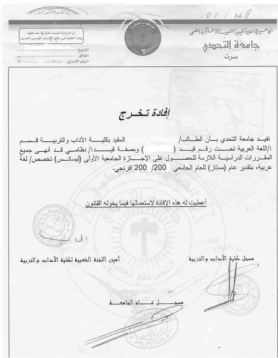 جامعة التحدي
سرت
إفادة تخرج
تفيد جامعة التحدي بأن الطالب/ المقيد بكلية الآداب والتربية قسم
/اللغة العربية تحت رقم قيد ( ) وبصفة قيد/ نظامي قد أنهى جميع
المقررات الدراسية اللازمة للحصول على الإجازة الجامعية الأولى (ليسانس) تخصص/ لغة
عربية، بتقدير عام (ممتاز) للعام الجامعي 200/ 200 افرنجي.
أعطيت له هذه الإفادة لاستعمالها فيما يخوله القانون
مسجل كلية الآداب والتربية
أمين اللجنة الشعبية لكلية الآداب والتربية
مسجل عام الجامعة